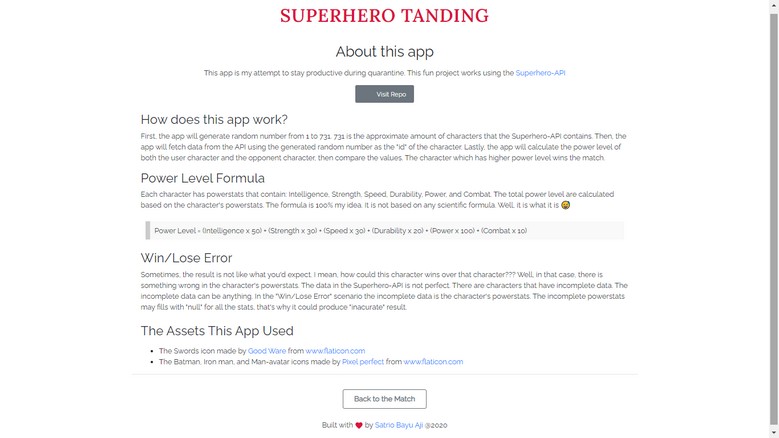 SUPERHERO TANDING
About this app
This app is my attempt to stay productive during quarantine. This fun project works using the Superhero-API
Visit Repo
How does this app work?
First, the app will generate random number from 1 to 731. 731 is the approximate amount of characters that the Superhero-API contains. Then, the
app will fetch data from the API using the generated random number as the "id" of the character. Lastly, the app will calculate the power level of
both the user character and the opponent character, then compare the values. The character which has higher power level wins the match.
Power Level Formula
Each character has powerstats that contain: Intelligence, Strength, Speed, Durability, Power, and Combat. The total power level are calculated
based on the character's powerstats. The formula is 100% my idea. It is not based on any scientific formula. Well, it is what it is 😅
Power Level = (Intelligence x 50) + (Strength x 30) + (Speed x 30) + (Durability x 20) + (Power x 100) + (Combat x 10)
Win/Lose Error
Sometimes, the result is not like what you'd expect. I mean, how could this character wins over that character??? Well, in that case, there is
something wrong in the character's powerstats. The data in the Superhero-API is not perfect. There are characters that have incomplete data. The
incomplete data can be anything. In the "Win/Lose Error" scenario the incomplete data is the character's powerstats. The incomplete powerstats
may fills with "null" for all the stats, that's why it could produce "inacurate" result.
The Assets This App Used
• The Swords icon made by Good Ware from www.flaticon.com
• The Batman, Iron man, and Man-avatar icons made by Pixel perfect from www.flaticon.com
Back to the Match
Built with ❤ by Satrio Bayu Aji @2020